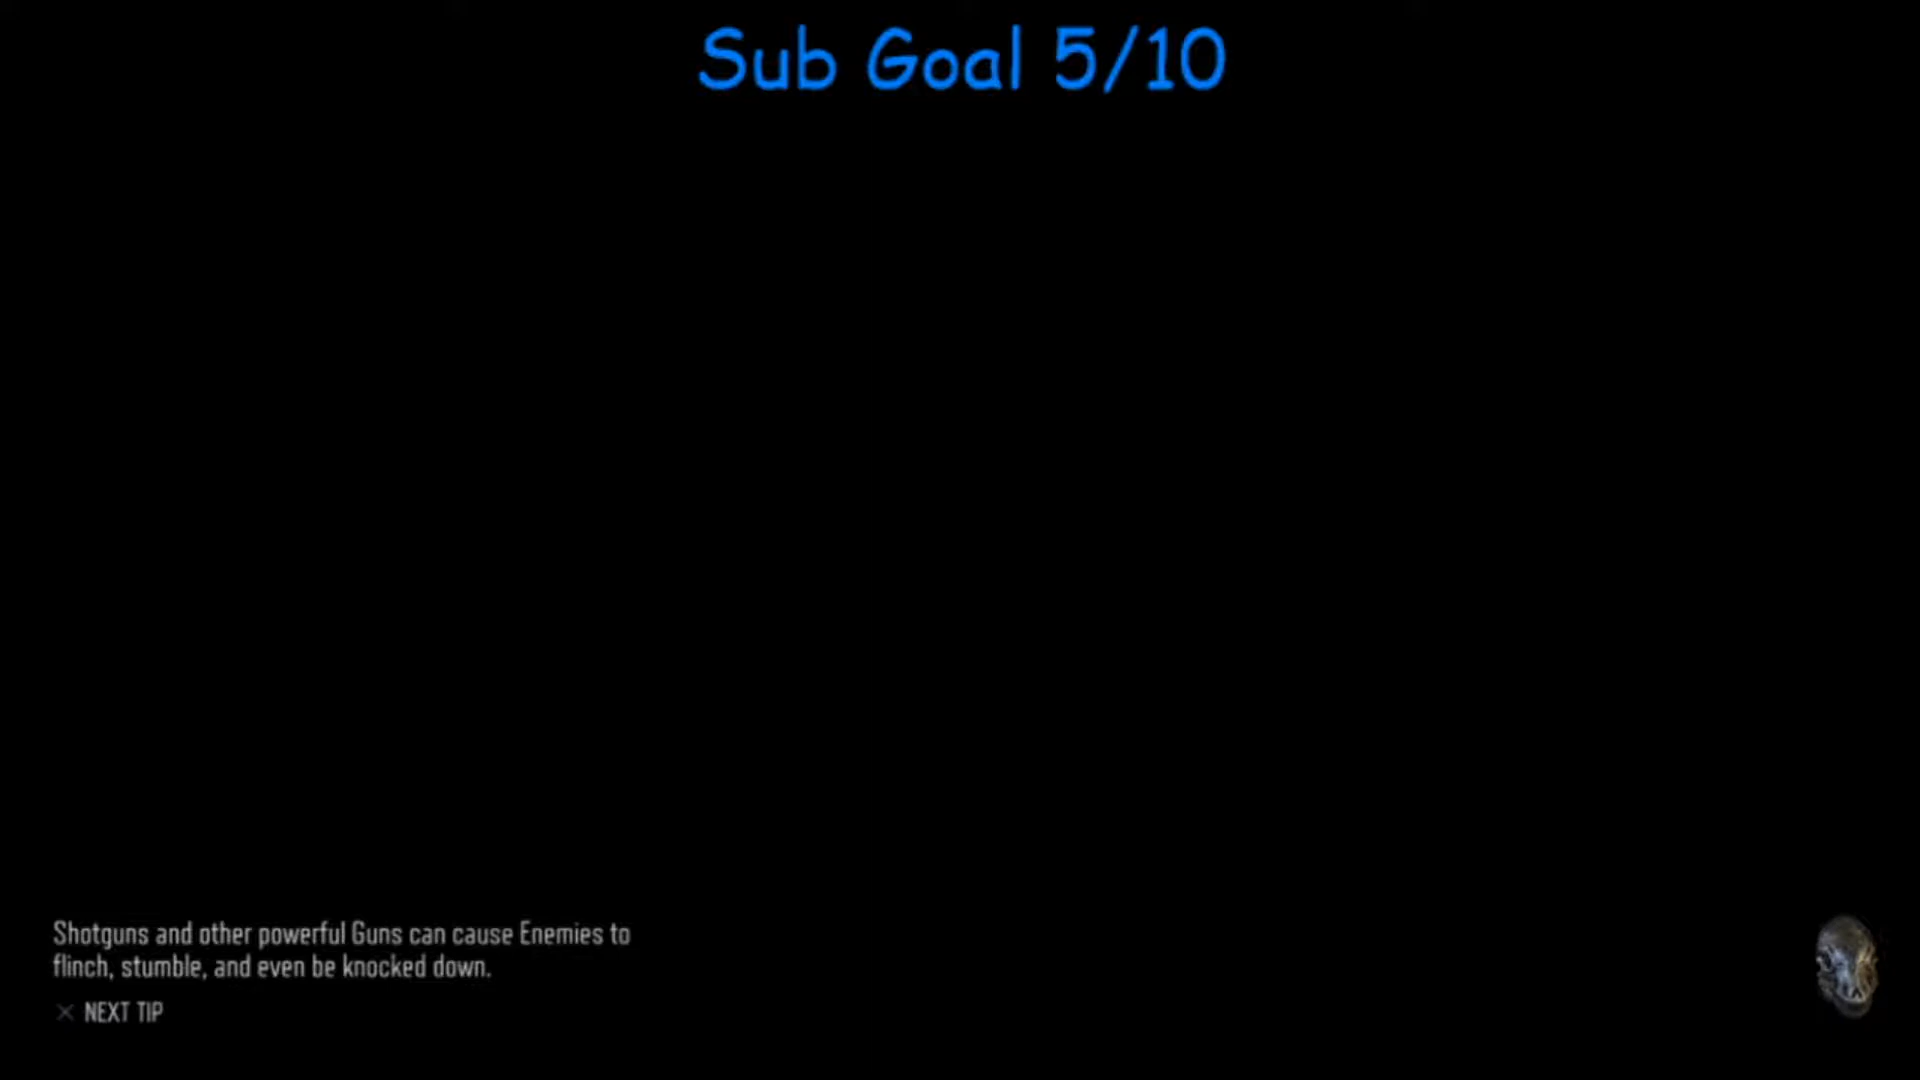 Sub Goal 5/10
Shotguns and other powerful Guns can cause Enemies to
flinch, stumble, and even be knocked down.
NEXT TIP